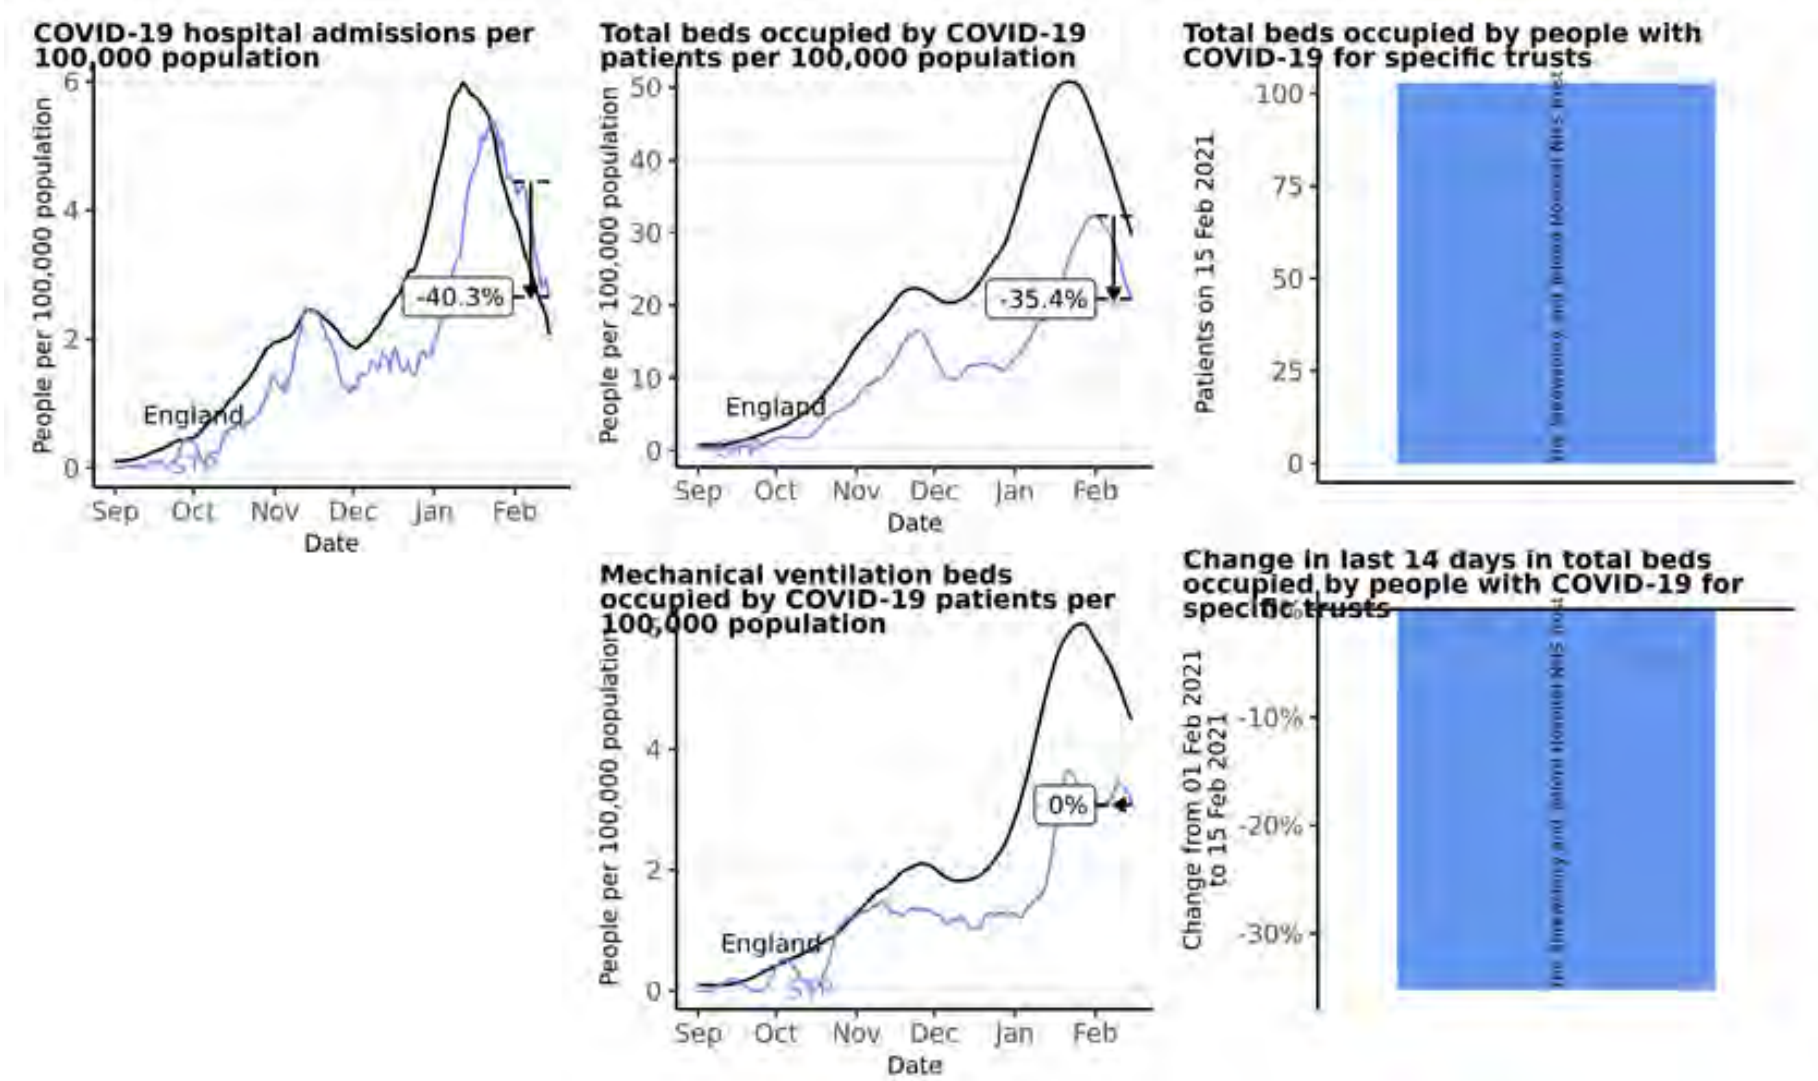 COVID-19 hospital admissions per
100,000 population
People per 100,000 population
6
4
2
0
-40.3%
England
Sep Oct Nov Dec Jan Feb
Date
Total beds occupied by COVID-19
patients per 100,000 population
People per 100,000 population
50
40
30
20
10
0
-35.4%
England
Sep Oct Nov Dec Jan Feb
Date
Total beds occupied by people with
COVID-19 for specific trusts
Patients on 15 Feb 2021
100
75
50
25
0
Mechanical ventilation beds
occupied by COVID-19 patients per
100,000 population
People per 100,000 population
4
2
0
0%
England
Sep Oct Nov Dec Jan Feb
Date
Change in last 14 days in total beds
occupied by people with COVID-19 for
specific trusts
Change from 01 Feb 2021
to 15 Feb 2021
-10%
-20%
-30%